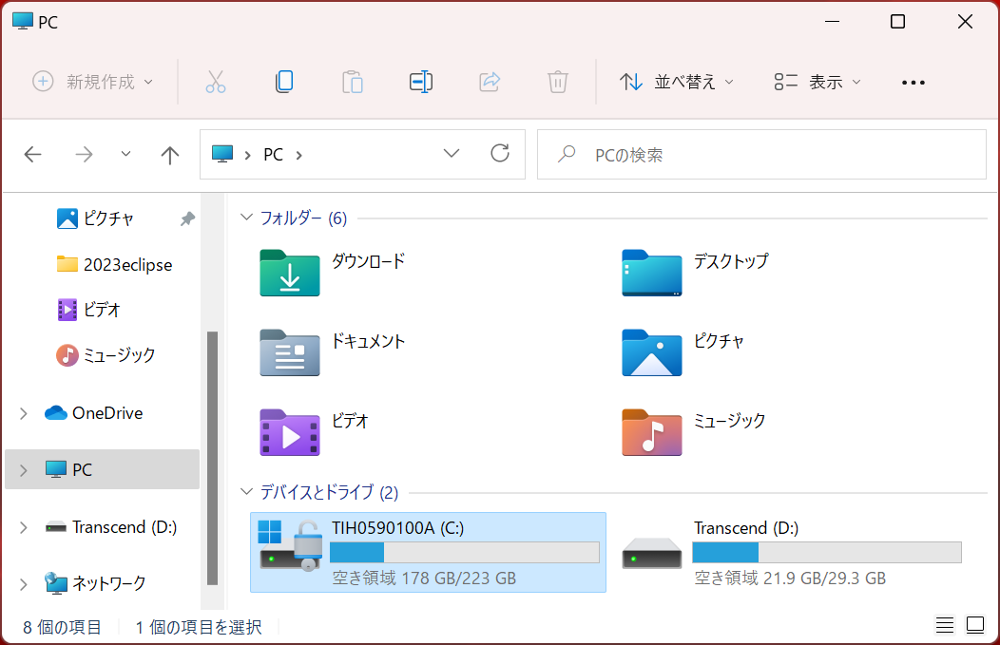 PC
新規作成
並べ替え
表示
PC
PCの検索
ピクチャ
2023eclipse
ビデオ
ミュージック
OneDrive
PC
Transcend (D:)
ネットワーク
フォルダー (6)
ダウンロード
デスクトップ
ドキュメント
ピクチャ
ビデオ
ミュージック
デバイスとドライブ (2)
TIH0590100A (C:)
空き領域 178 GB/223 GB
Transcend (D:)
空き領域 21.9 GB/29.3 GB
8 個の項目
1 個の項目を選択